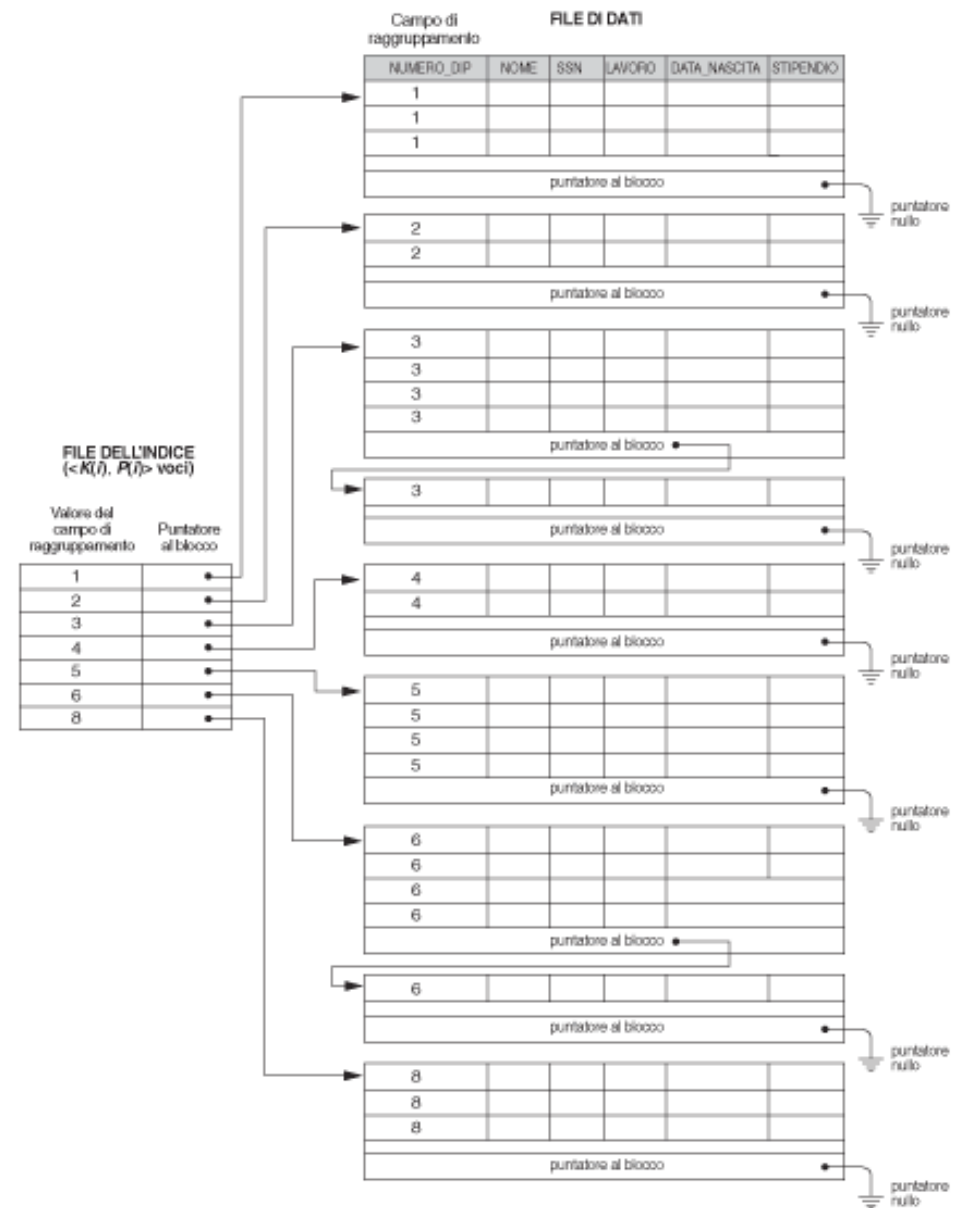 Campo di
raggruppamento
FILE DI DATI
NUMERO_DIP NOME SSN LAVORO DATA_NASCITA STIPENDIO
1
1
1
puntatore al blocco
puntatore
nullo
2
2
puntatore al blocco
puntatore
nullo
3
3
3
3
puntatore al blocco
3
puntatore al blocco
puntatore
nullo
FILE DELL'INDICE
(<K(i), P(i)> voci)
Valore del
campo di
raggruppamento
Puntatore
al blocco
1
2
3
4
5
6
8
4
4
puntatore al blocco
puntatore
nullo
5
5
5
5
puntatore al blocco
puntatore
nullo
6
6
6
6
puntatore al blocco
6
puntatore al blocco
puntatore
nullo
8
8
8
puntatore al blocco
puntatore
nullo